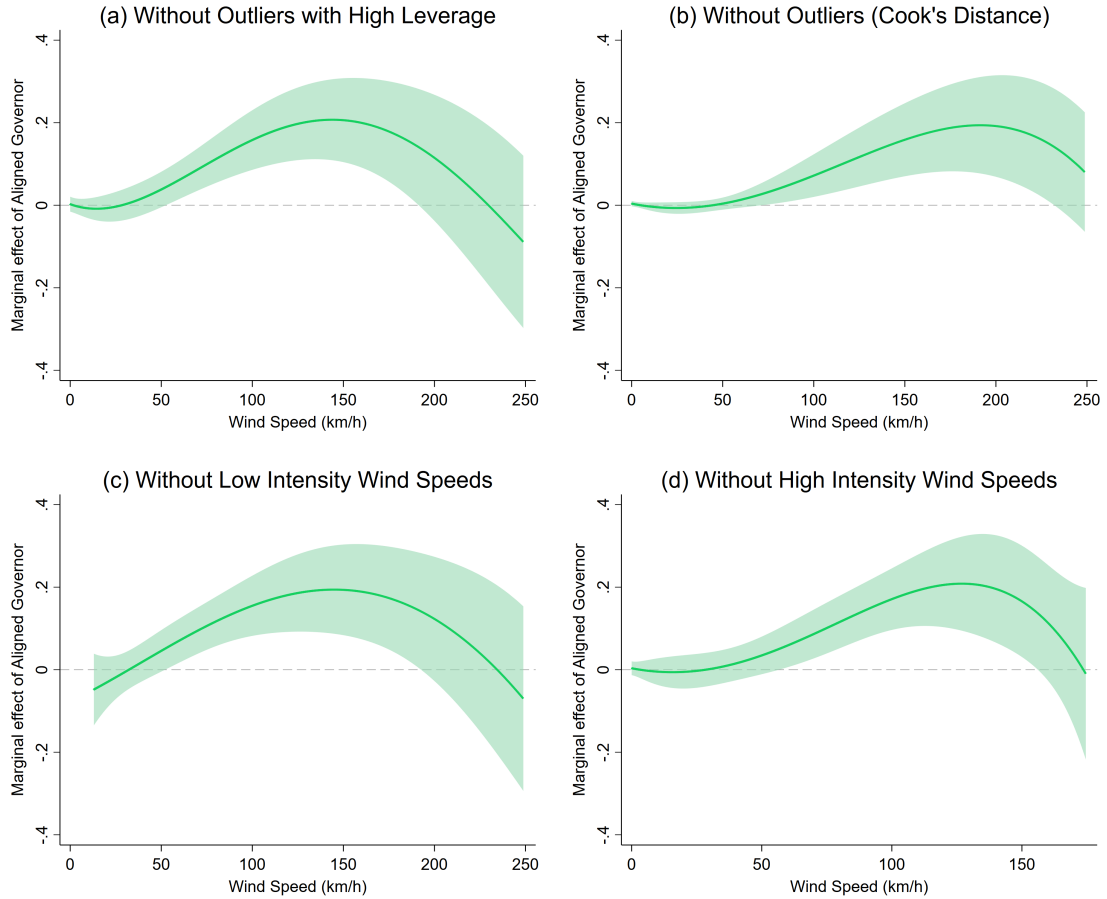 (a) Without Outliers with High Leverage
Marginal effect of Aligned Governor
.4
.2
0
-.2
-.4
0 50 100 150 200 250
Wind Speed (km/h)
(b) Without Outliers (Cook's Distance)
Marginal effect of Aligned Governor
.4
.2
0
-.2
-.4
0 50 100 150 200 250
Wind Speed (km/h)
(c) Without Low Intensity Wind Speeds
Marginal effect of Aligned Governor
.4
.2
0
-.2
-.4
0 50 100 150 200 250
Wind Speed (km/h)
(d) Without High Intensity Wind Speeds
Marginal effect of Aligned Governor
.4
.2
0
-.2
-.4
0 50 100 150
Wind Speed (km/h)